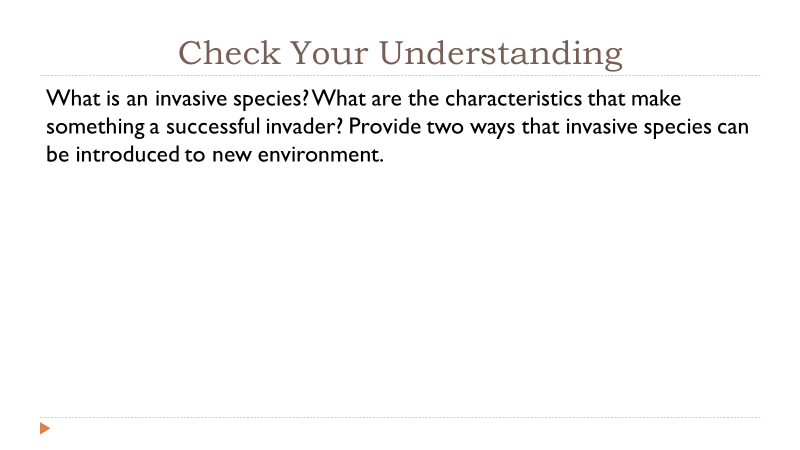 Check Your Understanding
What is an invasive species? What are the characteristics that make
something a successful invader? Provide two ways that invasive species can
be introduced to new environment.